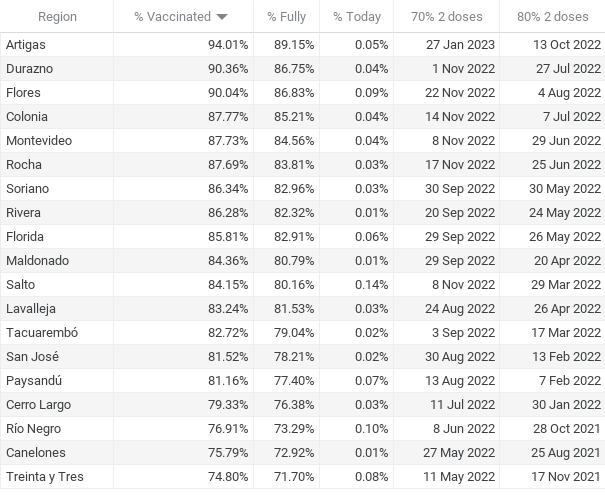 Region % Vaccinated % Fully % Today 70% 2 doses 80% 2 doses
Artigas 94.01% 89.15% 0.05% 27 Jan 2023 13 Oct 2022
Durazno 90.36% 86.75% 0.04% 1 Nov 2022 27 Jul 2022
Flores 90.04% 86.83% 0.09% 22 Nov 2022 4 Aug 2022
Colonia 87.77% 85.21% 0.04% 14 Nov 2022 7 Jul 2022
Montevideo 87.73% 84.56% 0.04% 8 Nov 2022 29 Jun 2022
Rocha 87.69% 83.81% 0.03% 17 Nov 2022 25 Jun 2022
Soriano 86.34% 82.96% 0.03% 30 Sep 2022 30 May 2022
Rivera 86.28% 82.32% 0.01% 20 Sep 2022 24 May 2022
Florida 85.81% 82.91% 0.06% 29 Sep 2022 26 May 2022
Maldonado 84.36% 80.79% 0.01% 29 Sep 2022 20 Apr 2022
Salto 84.15% 80.16% 0.14% 8 Nov 2022 29 Mar 2022
Lavalleja 83.24% 81.53% 0.03% 24 Aug 2022 26 Apr 2022
Tacuarembó 82.72% 79.04% 0.02% 3 Sep 2022 17 Mar 2022
San José 81.52% 78.21% 0.02% 30 Aug 2022 13 Feb 2022
Paysandú 81.16% 77.40% 0.07% 13 Aug 2022 7 Feb 2022
Cerro Largo 79.33% 76.38% 0.03% 11 Jul 2022 30 Jan 2022
Río Negro 76.91% 73.29% 0.10% 8 Jun 2022 28 Oct 2021
Canelones 75.79% 72.92% 0.01% 27 May 2022 25 Aug 2021
Treinta y Tres 74.80% 71.70% 0.08% 11 May 2022 17 Nov 2021